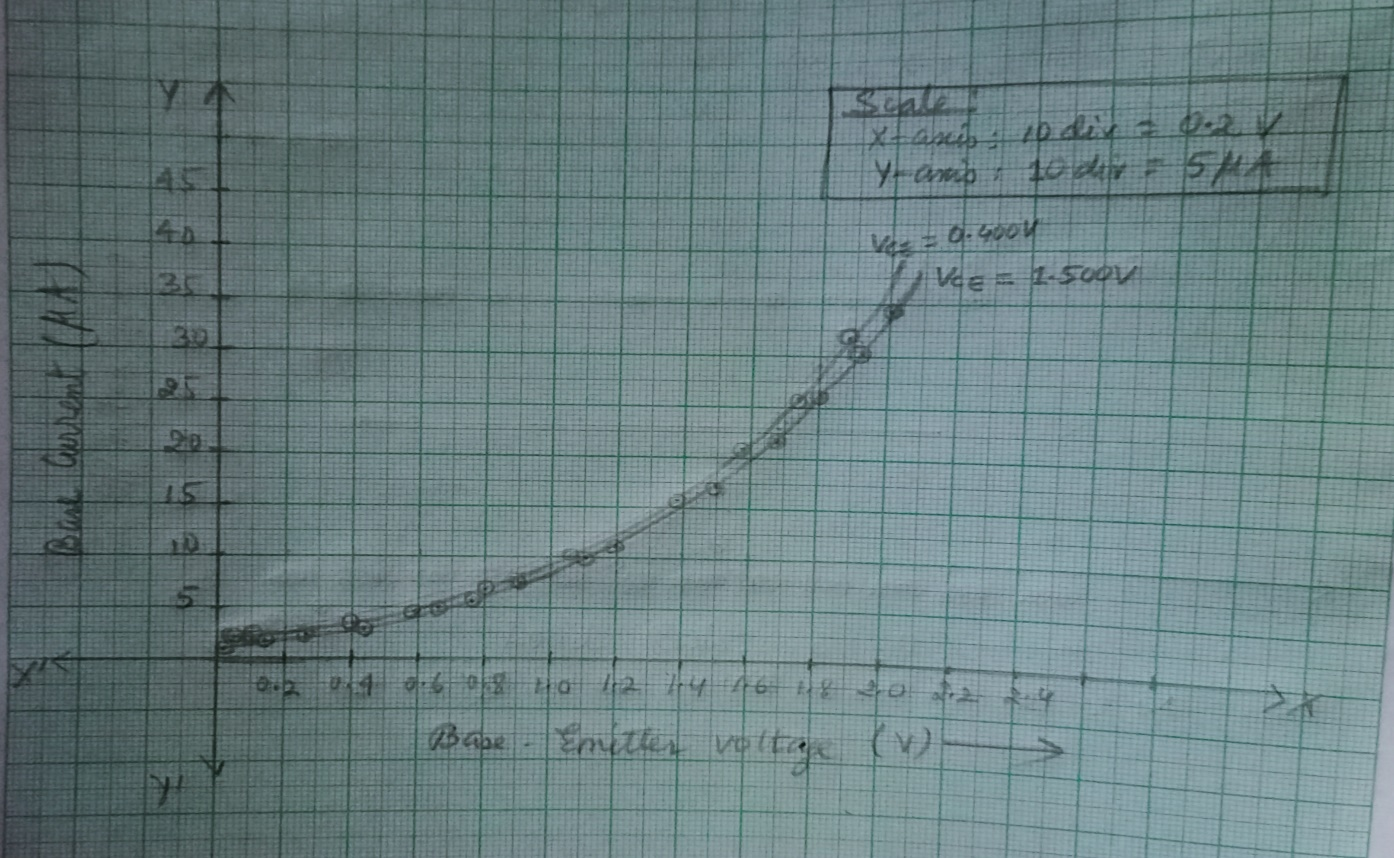 Y
Scale:
X-axis: 10 div = 0.2 V
Y-axis: 10 div = 5 μA
45
40
VCE = 0.400V
35
VCE = 1.500V
30
25
20
15
10
5
Base Current (μA)
X'
0.2 0.4 0.6 0.8 1.0 1.2 1.4 1.6 1.8 2.0 2.2 2.4
X
Base-Emitter voltage (V)
Y'